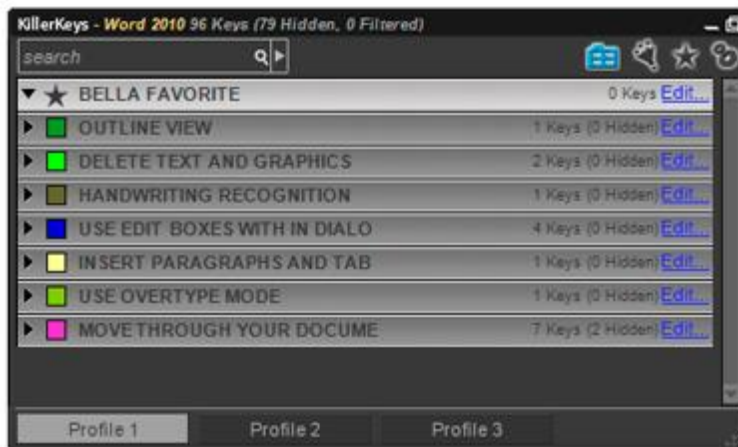 KillerKeys - Word 2010 96 Keys (79 Hidden, 0 Filtered)
search
BELLA FAVORITE 0 Keys Edit...
OUTLINE VIEW 1 Keys (0 Hidden) Edit...
DELETE TEXT AND GRAPHICS 2 Keys (0 Hidden) Edit...
HANDWRITING RECOGNITION 1 Keys (0 Hidden) Edit...
USE EDIT BOXES WITH IN DIALO 4 Keys (0 Hidden) Edit...
INSERT PARAGRAPHS AND TAB 1 Keys (0 Hidden) Edit...
USE OVERTYPE MODE 1 Keys (0 Hidden) Edit...
MOVE THROUGH YOUR DOCUME 7 Keys (2 Hidden) Edit...
Profile 1 Profile 2 Profile 3